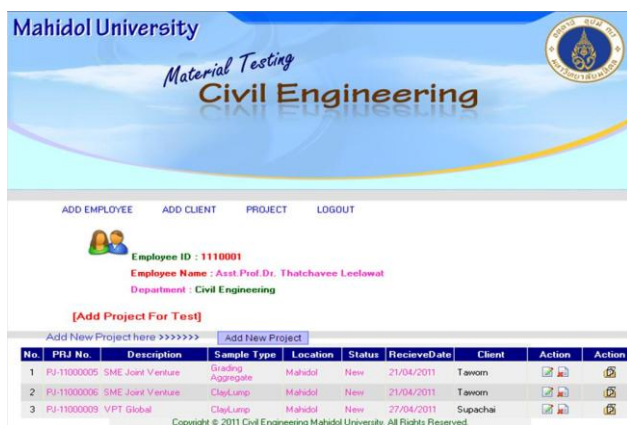 Mahidol University
Material Testing
Civil Engineering
ADD EMPLOYEE ADD CLIENT PROJECT LOGOUT
Employee ID : 1110001
Employee Name : Asst.Prof.Dr. Thatchavee Leelawat
Department : Civil Engineering
[Add Project For Test]
Add New Project here >>>>>>> Add New Project
No. PRJ No. Description Sample Type Location Status RecieveDate Client Action Action
1 PJ-11000005 SME Joint Venture Grading Aggregate Mahidol New 21/04/2011 Taworn
2 PJ-11000006 SME Joint Venture ClayLump Mahidol New 21/04/2011 Taworn
3 PJ-11000009 VPT Global ClayLump Mahidol New 27/04/2011 Supachai
Copyright © 2011 Civil Engineering Mahidol University. All Rights Reserved.